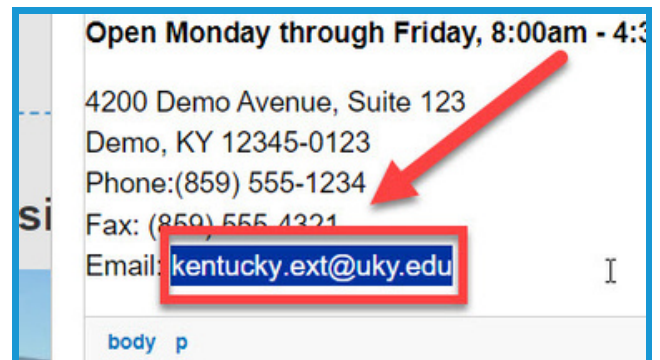 Open Monday through Friday, 8:00am - 4:3
4200 Demo Avenue, Suite 123
Demo, KY 12345-0123
Phone:(859) 555-1234
si
Fax: (859) 555-4321
Email: kentucky.ext@uky.edu
body p